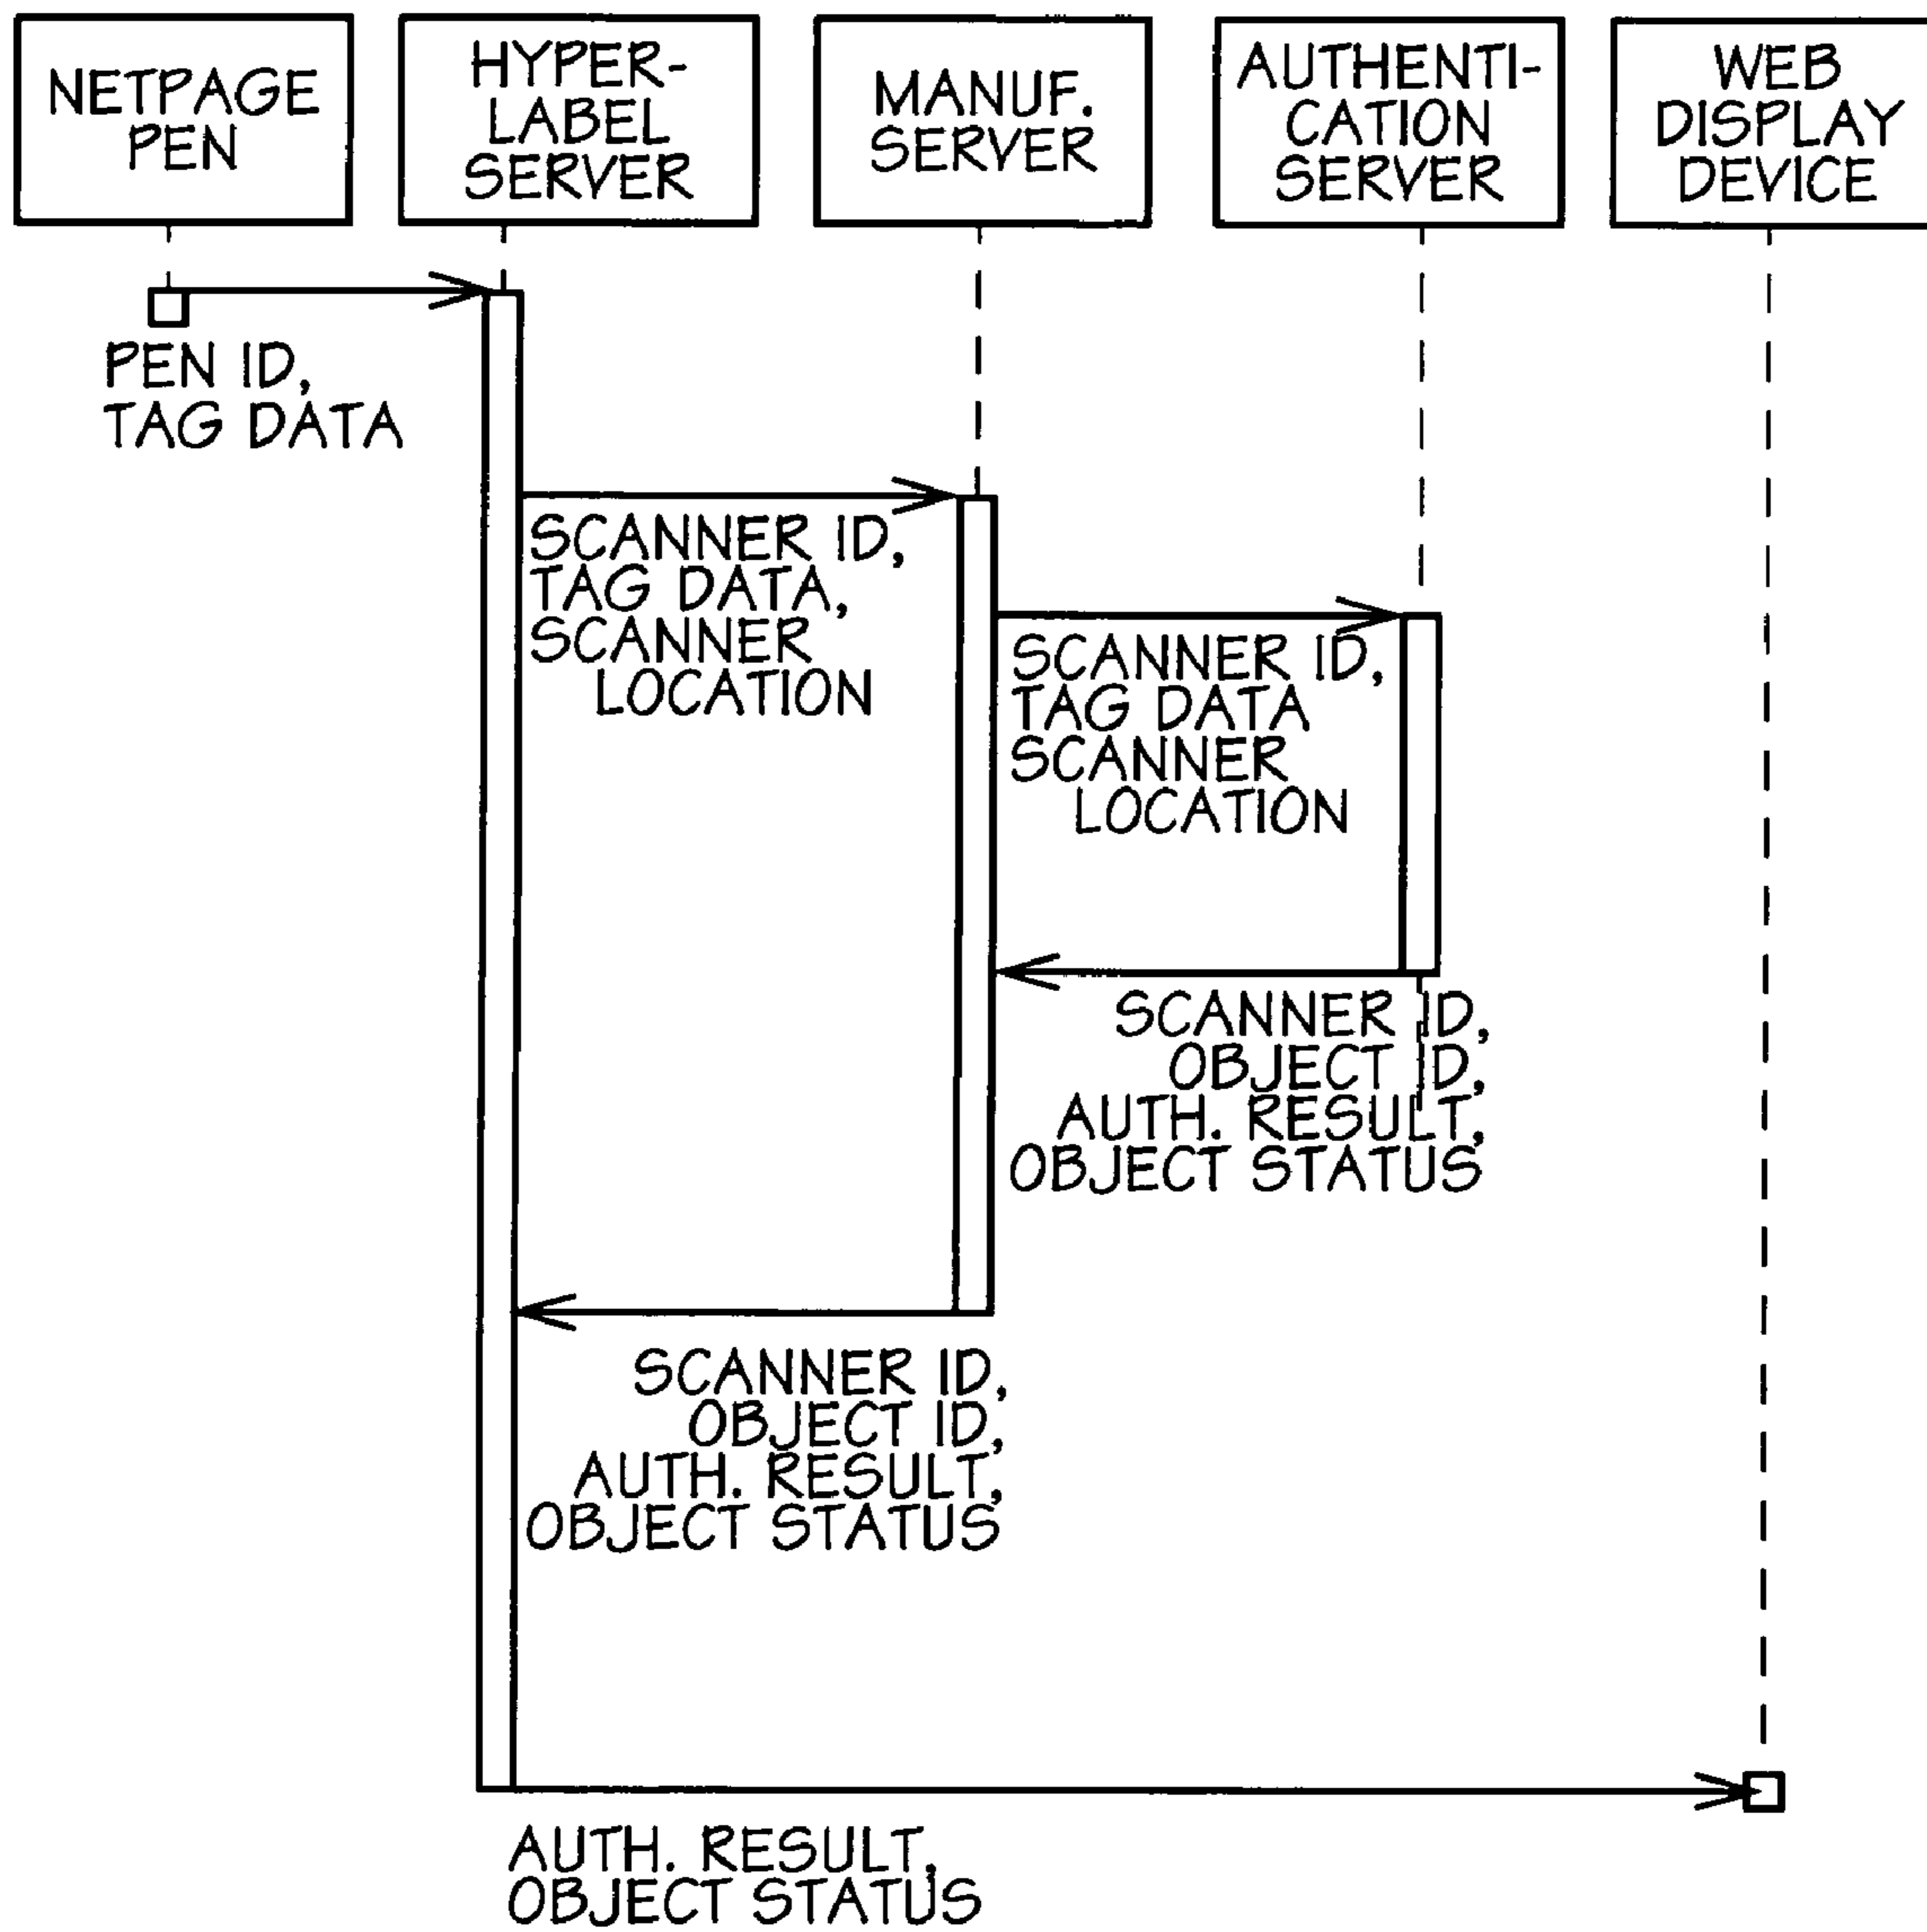 NETPAGE
PEN
HYPER-
LABEL
SERVER
MANUF.
SERVER
AUTHENTI-
CATION
SERVER
WEB
DISPLAY
DEVICE
PEN ID,
TAG DATA
SCANNER ID,
TAG DATA,
SCANNER
LOCATION
SCANNER ID,
TAG DATA
SCANNER
LOCATION
SCANNER ID,
OBJECT ID,
AUTH. RESULT,
OBJECT STATUS
SCANNER ID,
OBJECT ID,
AUTH. RESULT,
OBJECT STATUS
AUTH. RESULT,
OBJECT STATUS